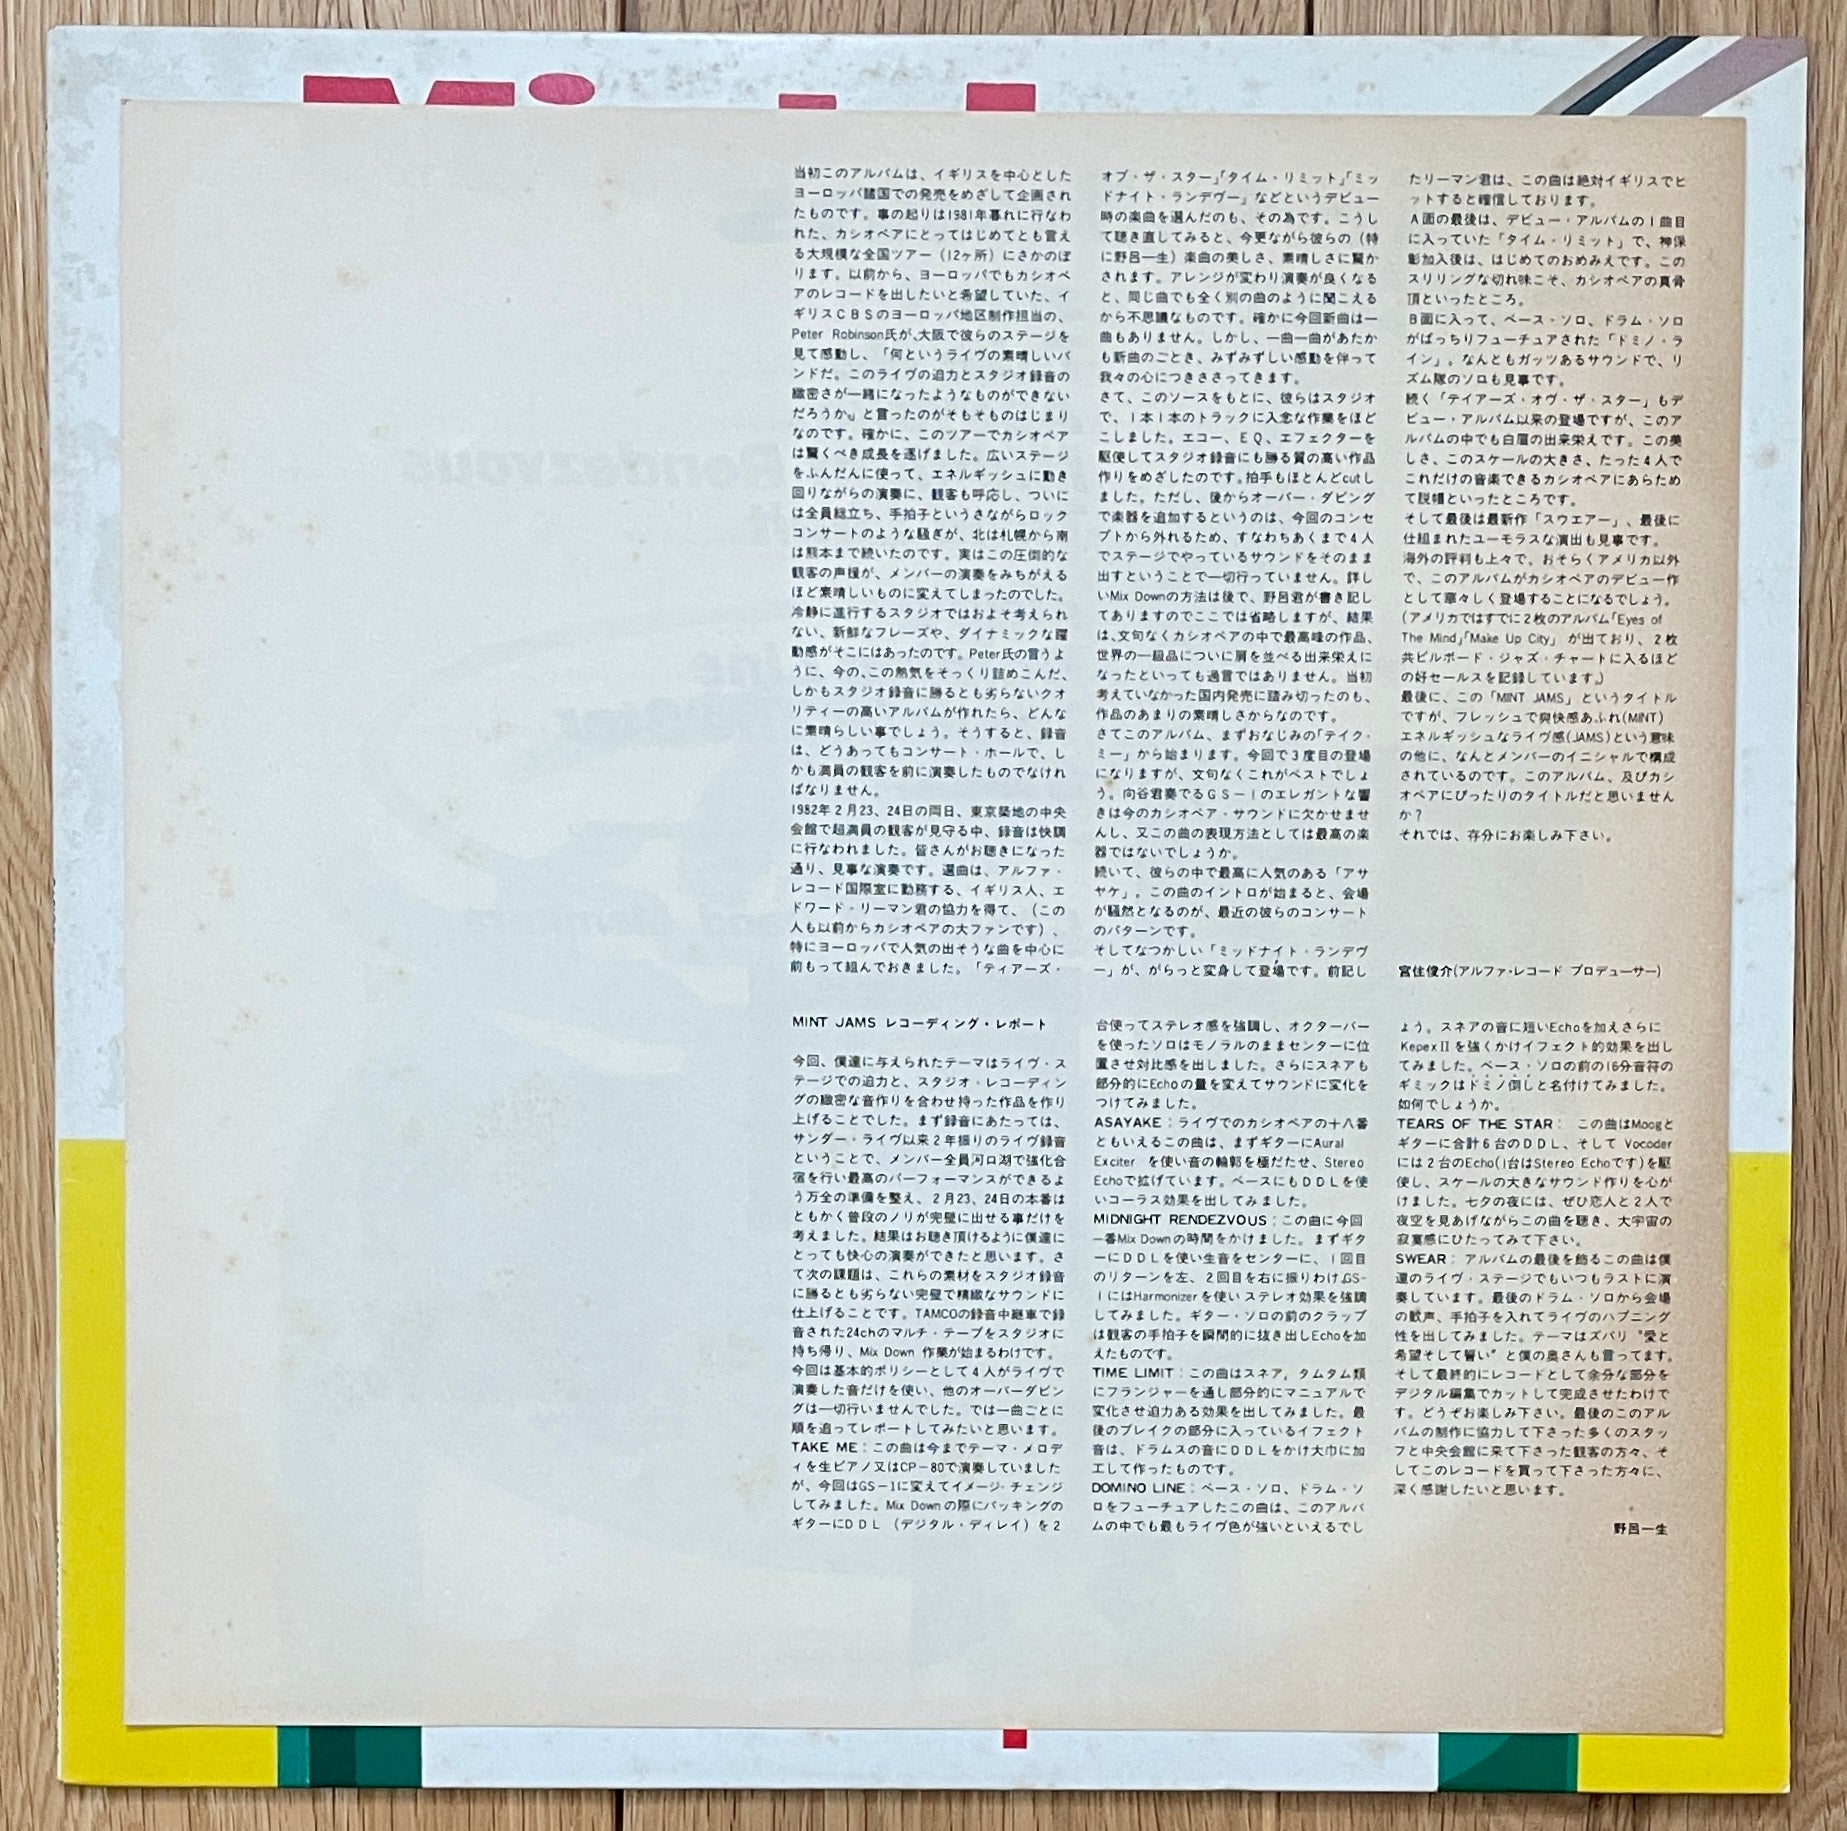 当初このアルバムは、イギリスを中心とした
ヨーロッパ諸国での発売をめざして企画され
たものです。事の起りは1981年暮れに行なわ
れた、カシオペアにとってはじめてとも言え
る大規模な全国ツアー（12ヶ所）にさかのぼ
ります。以前から、ヨーロッパでもカシオペ
アのレコードを出したいと希望していた、イ
ギリスＣＢＳのヨーロッパ地区制作担当の、
Peter Robinson氏が、大阪で彼らのステージを
見て感動し、「何というライヴの素晴しいバ
ンドだ。このライヴの迫力とスタジオ録音の
緻密さが一緒になったようなものができない
だろうか。」と言ったのがそもそものはじまり
なのです。確かに、このツアーでカシオペア
は驚くべき成長を遂げました。広いステージ
をふんだんに使って、エネルギッシュに動き
回りながらの演奏に、観客も呼応し、ついに
は全員総立ち、手拍子というさながらロック
コンサートのような騒ぎが、北は札幌から南
は熊本まで続いたのです。実はこの圧倒的な
観客の声援が、メンバーの演奏をみちがえる
ほど素晴しいものに変えてしまったのでした。
冷静に進行するスタジオではおよそ考えられ
ない、新鮮なフレーズや、ダイナミックな躍
動感がそこにはあったのです。Peter氏の言うよ
うに、今の、この熱気をそっくり詰めこんだ、
しかもスタジオ録音に勝るとも劣らないクオ
リティーの高いアルバムが作れたら、どんな
に素晴らしい事でしょう。そうすると、録音
は、どうあってもコンサート・ホールで、し
かも満員の観客を前に演奏したものでなけれ
ばなりません。
1982年２月23、24日の両日、東京築地の中央
会館で超満員の観客が見守る中、録音は快調
に行なわれました。皆さんがお聴きになった
通り、見事な演奏です。選曲は、アルファ・
レコード国際室に勤務する、イギリス人、エ
ドワード・リーマン君の協力を得て、（この
人も以前からカシオペアの大ファンです）、
特にヨーロッパで人気の出そうな曲を中心に
前もって組んでおきました。「ティアーズ・
オブ・ザ・スター」「タイム・リミット」「ミッ
ドナイト・ランデヴー」などというデビュー
時の楽曲を選んだのも、その為です。こうし
て聴き直してみると、今更ながら彼らの（特
に野呂一生）楽曲の美しさ、素晴しさに驚か
されます。アレンジが変わり演奏が良くなる
と、同じ曲でも全く別の曲のように聞こえる
から不思議なものです。確かに今回新曲は一
曲もありません。しかし、一曲一曲があたか
も新曲のごとき、みずみずしい感動を伴って
我々の心につきささってきます。
さて、このソースをもとに、彼らはスタジオ
で、１本１本のトラックに入念な作業をほど
こしました。エコー、ＥＱ、エフェクターを
駆使してスタジオ録音にも勝る質の高い作品
作りをめざしたのです。拍手もほとんどcutし
ました。ただし、後からオーバー・ダビング
で楽器を追加するというのは、今回のコンセ
プトから外れるため、すなわちあくまで４人
でステージでやっているサウンドをそのまま
出すということで一切行っていません。詳し
いMix Downの方法は後で、野呂君が書き記し
てありますのでここでは省略しますが、結果
は、文句なくカシオペアの中で最高峰の作品、
世界の一級品についに肩を並べる出来栄えに
なったといっても過言ではありません。当初
考えていなかった国内発売に踏み切ったのも、
作品のあまりの素晴しさからなのです。
さてこのアルバム、まずおなじみの「テイク・
ミー」から始まります。今回で３度目の登場
になりますが、文句なくこれがベストでしょ
う。向谷君奏でるＧＳ－１のエレガントな響
きは今のカシオペア・サウンドに欠かせませ
んし、又この曲の表現方法としては最高の楽
器ではないでしょうか。
続いて、彼らの中で最高に人気のある「アサ
ヤケ」。この曲のイントロが始まると、会場
が騒然となるのが、最近の彼らのコンサート
のパターンです。
そしてなつかしい「ミッドナイト・ランデヴ
ー」が、がらっと変身して登場です。前記し
たリーマン君は、この曲は絶対イギリスでヒ
ットすると確信しております。
Ａ面の最後は、デビュー・アルバムの１曲目
に入っていた「タイム・リミット」で、神保
彰加入後は、はじめてのおめみえです。この
スリリングな切れ味こそ、カシオペアの真骨
頂といったところ。
Ｂ面に入って、ベース・ソロ、ドラム・ソロ
がばっちりフューチュアされた「ドミノ・ラ
イン」。なんともガッツあるサウンドで、リ
ズム隊のソロも見事です。
続く「テイアーズ・オヴ・ザ・スター」もデ
ビュー・アルバム以来の登場ですが、このア
ルバムの中でも白眉の出来栄えです。この美
しさ、このスケールの大きさ、たった４人で
これだけの音楽できるカシオペアにあらため
て脱帽といったところです。
そして最後は最新作「スウエアー」、最後に
仕組まれたユーモラスな演出も見事です。
海外の評判も上々で、おそらくアメリカ以外
で、このアルバムがカシオペアのデビュー作
として華々しく登場することになるでしょう。
（アメリカではすでに２枚のアルバム「Eyes of
The Mind」「Make Up City」が出ており、２枚
共ビルボード・ジャズ・チャートに入るほど
の好セールスを記録しています。）
最後に、この「MINT JAMS」というタイトル
ですが、フレッシュで爽快感あふれ(MINT)
エネルギッシュなライヴ感(JAMS)という意味
の他に、なんとメンバーのイニシャルで構成
されているのです。このアルバム、及びカシ
オペアにぴったりのタイトルだと思いません
か？
それでは、存分にお楽しみ下さい。
宮住俊介(アルファ・レコード プロデューサー)
MINT JAMS レコーディング・レポート
今回、僕達に与えられたテーマはライヴ・ス
テージでの迫力と、スタジオ・レコーディン
グの緻密な音作りを合わせ持った作品を作り
上げることでした。まず録音にあたっては、
サンダー・ライヴ以来２年振りのライヴ録音
ということで、メンバー全員河口湖で強化合
宿を行い最高のパーフォーマンスができるよ
う万全の準備を整え、２月23、24日の本番は
ともかく普段のノリが完璧に出せる事だけを
考えました。結果はお聴き頂けるように僕達に
とっても快心の演奏ができたと思います。さ
て次の課題は、これらの素材をスタジオ録音
に勝るとも劣らない完璧で精緻なサウンドに
仕上げることです。TAMCOの録音中継車で録
音された24chのマルチ・テープをスタジオに
持ち帰り、Mix Down 作業が始まるわけです。
今回は基本的ポリシーとして４人がライヴで
演奏した音だけを使い、他のオーバーダビン
グは一切行いませんでした。では一曲ごとに
順を追ってレポートしてみたいと思います。
TAKE ME：この曲は今までテーマ・メロデ
ィを生ピアノ又はCP－80で演奏していました
が、今回はGS－1に変えてイメージ・チェンジ
してみました。Mix Downの際にバッキングの
ギターにＤＤＬ（デジタル・ディレイ）を２
台使ってステレオ感を強調し、オクターバー
を使ったソロはモノラルのままセンターに位
置させ対比感を出しました。さらにスネアも
部分的にEchoの量を変えてサウンドに変化を
つけてみました。
ASAYAKE：ライヴでのカシオペアの十八番
ともいえるこの曲は、まずギターにAural
Exciter を使い音の輪郭を極だたせ、Stereo
Echoで拡げています。ベースにもＤＤＬを使
いコーラス効果を出してみました。
MIDNIGHT RENDEZVOUS：この曲に今回
一番Mix Downの時間をかけました。まずギタ
ーにＤＤＬを使い生音をセンターに、１回目
のリターンを左、２回目を右に振りわけ、GS-
1にはHarmonizerを使いステレオ効果を強調
してみました。ギター・ソロの前のクラップ
は観客の手拍子を瞬間的に抜き出しEchoを加
えたものです。
TIME LIMIT：この曲はスネア，タムタム類
にフランジャーを通し部分的にマニュアルで
変化させ迫力ある効果を出してみました。最
後のブレイクの部分に入っているイフェクト
音は、ドラムスの音にＤＤＬをかけ大巾に加
工して作ったものです。
DOMINO LINE：ベース・ソロ、ドラム・ソ
ロをフューチュアしたこの曲は、このアルバ
ムの中でも最もライヴ色が強いといえるでし
ょう。スネアの音に短いEchoを加えさらに
KepexⅡを強くかけイフェクト的効果を出し
てみました。ベース・ソロの前の16分音符の
ギミックはドミノ倒しと名付けてみました。
如何でしょうか。
TEARS OF THE STAR： この曲はMoogと
ギターに合計６台のＤＤＬ、そして Vocoder
には２台のEcho(1台はStereo Echoです)を駆
使し、スケールの大きなサウンド作りを心が
けました。七夕の夜には、ぜひ恋人と２人で
夜空を見あげながらこの曲を聴き、大宇宙の
寂寞感にひたってみて下さい。
SWEAR： アルバムの最後を飾るこの曲は僕
達のライヴ・ステージでもいつもラストに演
奏しています。最後のドラム・ソロから会場
の歓声、手拍子を入れてライヴのハプニング
性を出してみました。テーマはズバリ “愛と
希望そして誓い” と僕の奥さんも言ってます。
そして最終的にレコードとして余分な部分を
デジタル編集でカットして完成させたわけで
す。どうぞお楽しみ下さい。最後のこのアル
バムの制作に協力して下さった多くのスタッ
フと中央会館に来て下さった観客の方々、そ
してこのレコードを買って下さった方々に、
深く感謝したいと思います。
野呂一生